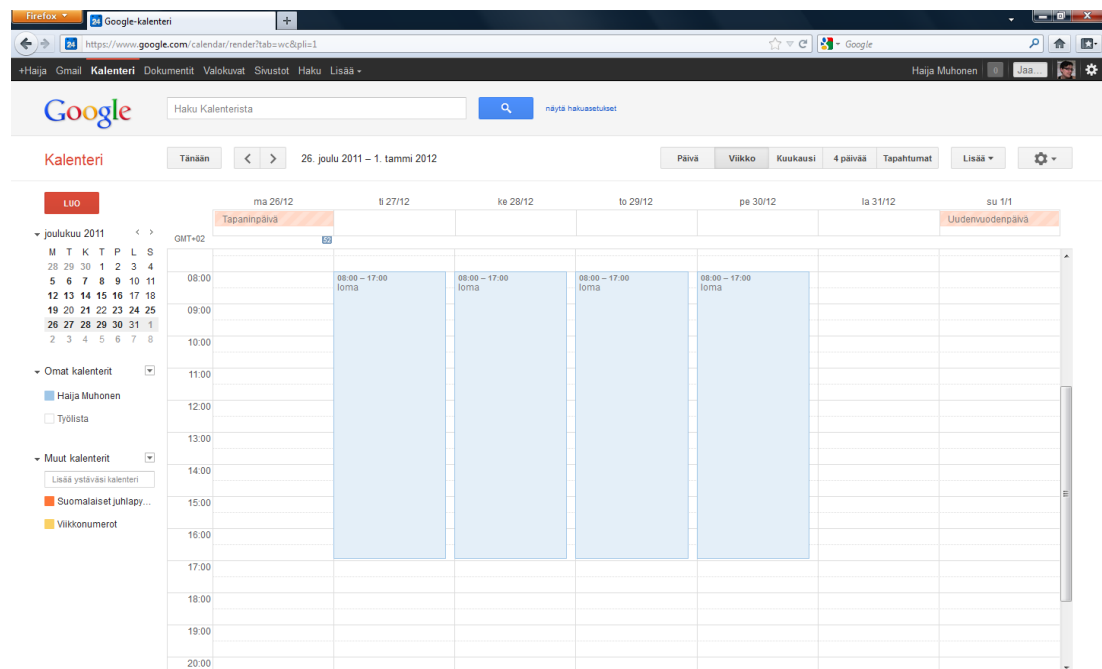 Firefox
24 Google-kalenteri
24 https://www.google.com/calendar/render?tab=wc&pli=1 Google
+Haija Gmail Kalenteri Dokumentit Valokuvat Sivustot Haku Lisää Haija Muhonen 0 Jaa...
Google Haku Kalenterista näytä hakuasetukset
Kalenteri Tänään 26. joulu 2011 – 1. tammi 2012 Päivä Viikko Kuukausi 4 päivää Tapahtumat Lisää
LUO
ma 26/12 ti 27/12 ke 28/12 to 29/12 pe 30/12 la 31/12 su 1/1
Tapaninpäivä Uudenvuodenpäivä
joulukuu 2011
GMT+02 52
M T K T P L S
28 29 30 1 2 3 4
5 6 7 8 9 10 11
12 13 14 15 16 17 18
19 20 21 22 23 24 25
26 27 28 29 30 31 1
2 3 4 5 6 7 8
Omat kalenterit
Haija Muhonen
Työlista
Muut kalenterit
Lisää ystäväsi kalenteri
Suomalaiset juhlapy...
Viikkonumerot
08:00
08:00 – 17:00 08:00 – 17:00 08:00 – 17:00 08:00 – 17:00
loma loma loma loma
09:00
10:00
11:00
12:00
13:00
14:00
15:00
16:00
17:00
18:00
19:00
20:00